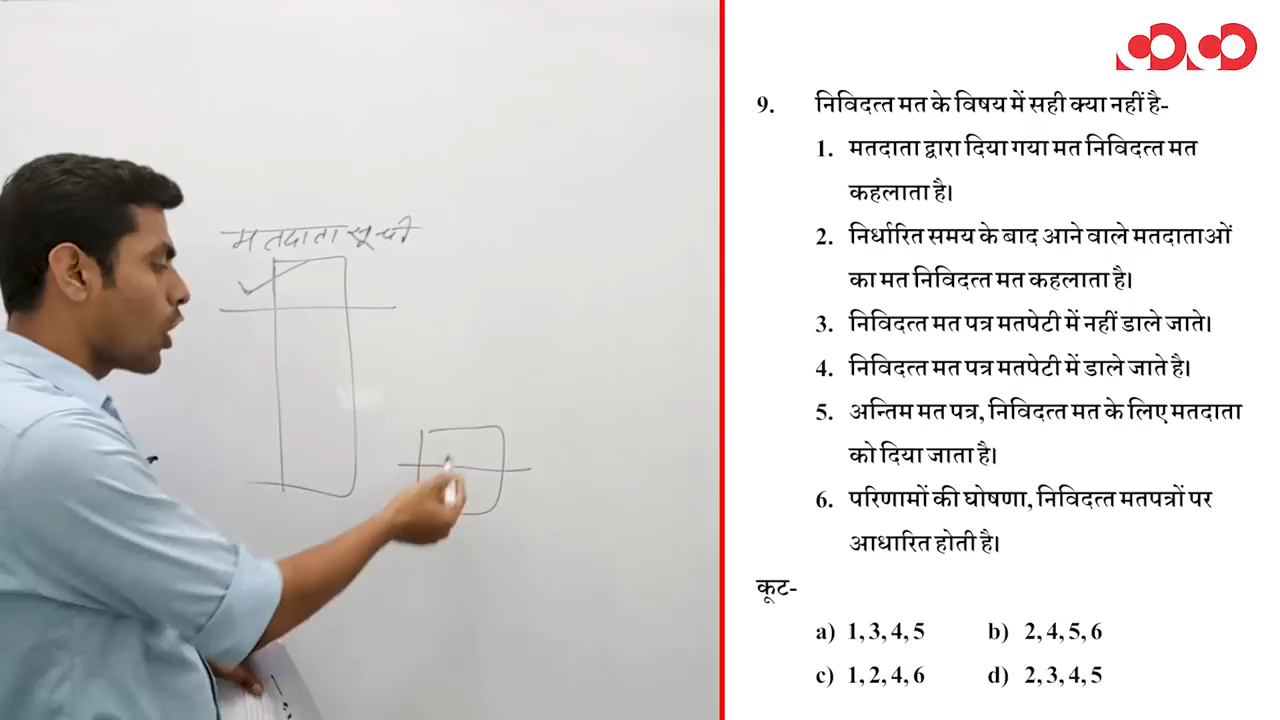 मतदाता सूची
9. निविदत्त मत के विषय में सही क्या नहीं है-
1. मतदाता द्वारा दिया गया मत निविदत्त मत
कहलाता है।
2. निर्धारित समय के बाद आने वाले मतदाताओं
का मत निविदत्त मत कहलाता है।
3. निविदत्त मत पत्र मतपेटी में नहीं डाले जाते।
4. निविदत्त मत पत्र मतपेटी में डाले जाते है।
5. अन्तिम मत पत्र, निविदत्त मत के लिए मतदाता
को दिया जाता है।
6. परिणामों की घोषणा, निविदत्त मतपत्रों पर
आधारित होती है।
कूट-
a) 1, 3, 4, 5 b) 2, 4, 5, 6
c) 1, 2, 4, 6 d) 2, 3, 4, 5